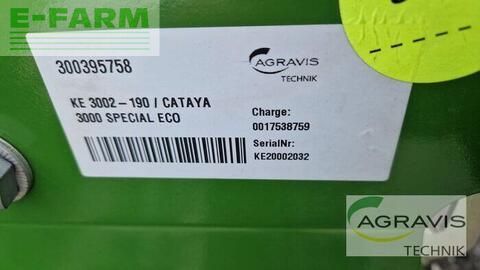 E-FARM
300395758
AGRAVIS
TECHNIK
KE 3002-190 / CATAYA
3000 SPECIAL ECO
Charge:
0017538759
SerialNr:
KE20002032
AGRAVIS
TECHNIK